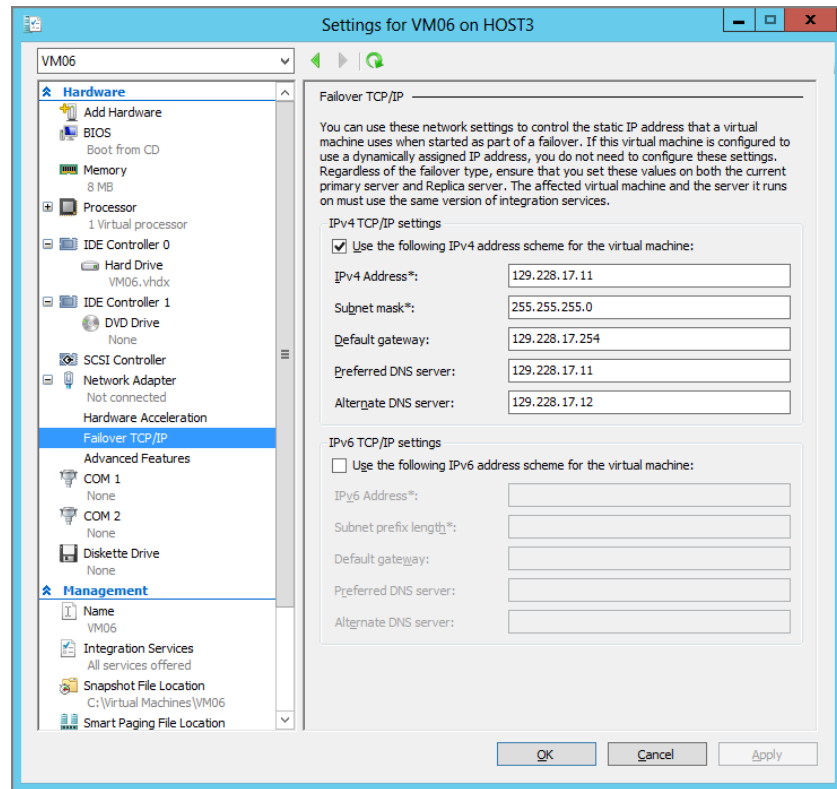 Settings for VM06 on HOST3
x
VM06
Hardware
Add Hardware
BIOS
Boot from CD
Memory
8 MB
Processor
1 Virtual processor
IDE Controller 0
Hard Drive
VM06.vhdx
IDE Controller 1
DVD Drive
None
SCSI Controller
Network Adapter
Not connected
Hardware Acceleration
Failover TCP/IP
Advanced Features
COM 1
None
COM 2
None
Diskette Drive
None
Management
Name
VM06
Integration Services
All services offered
Snapshot File Location
C:\Virtual Machines\VM06
Smart Paging File Location
Failover TCP/IP
You can use these network settings to control the static IP address that a virtual
machine uses when started as part of a failover. If this virtual machine is configured to
use a dynamically assigned IP address, you do not need to configure these settings.
Regardless of the failover type, ensure that you set these values on both the current
primary server and Replica server. The affected virtual machine and the server it runs
on must use the same version of integration services.
IPv4 TCP/IP settings
Use the following IPv4 address scheme for the virtual machine:
IPv4 Address*: 129.228.17.11
Subnet mask*: 255.255.255.0
Default gateway: 129.228.17.254
Preferred DNS server: 129.228.17.11
Alternate DNS server: 129.228.17.12
IPv6 TCP/IP settings
Use the following IPv6 address scheme for the virtual machine:
IPv6 Address*:
Subnet prefix length*:
Default gateway:
Preferred DNS server:
Alternate DNS server:
OK Cancel Apply